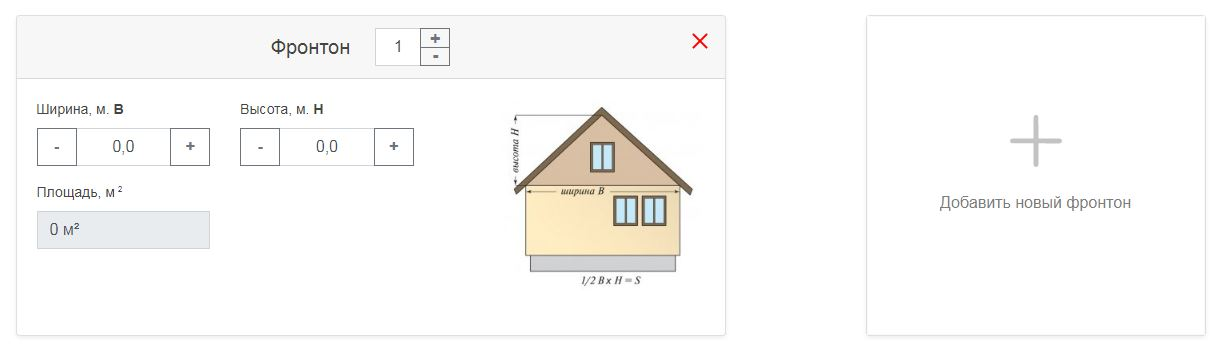 Фронтон 1 + -
Ширина, м. B Высота, м. H
- 0,0 + - 0,0 +
Площадь, м ²
0 м²
высота H
ширина B
1/2 B x H = S
Добавить новый фронтон